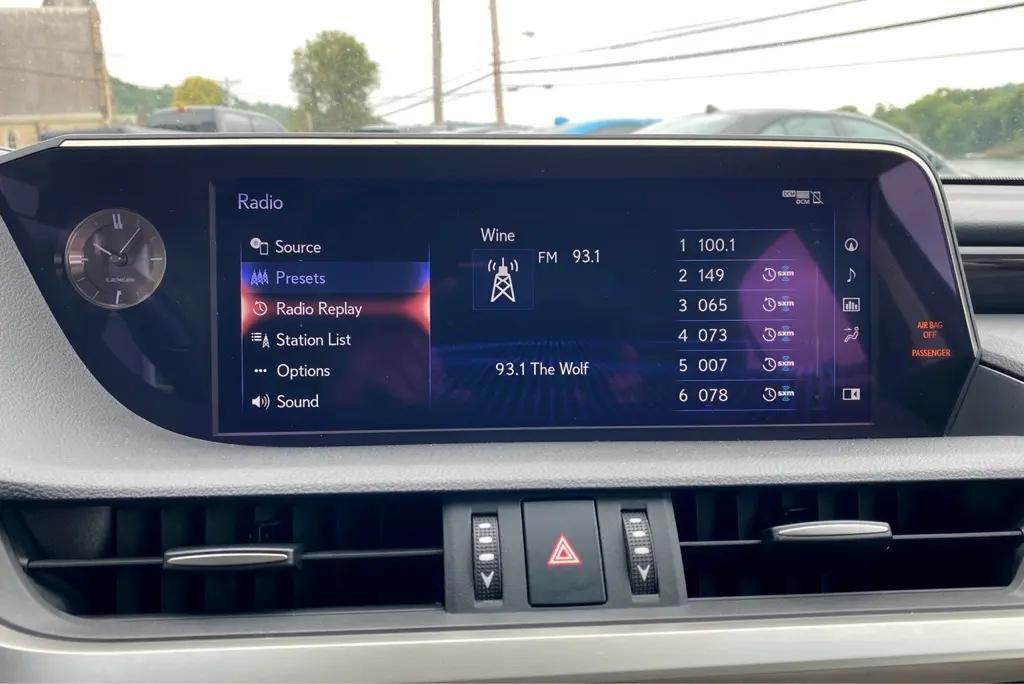 Radio
DCM
DCM
Source
Presets
Radio Replay
Station List
Options
Sound
Wine
FM 93.1
93.1 The Wolf
1 100.1
2 149 sxm
3 065 sxm
4 073 sxm
5 007 sxm
6 078 sxm
AIR BAG
OFF
PASSENGER